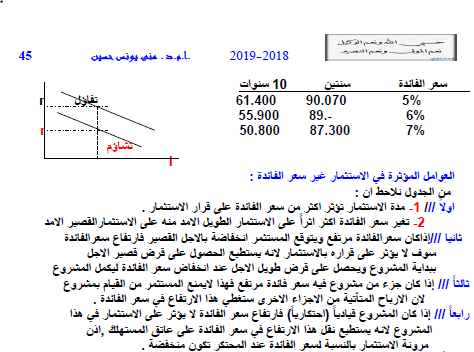 حسبي الله ونعم الوكيل
نعم المولى ونعم النصير
2018-2019
أ.م.د. منى يونس حسين
45
سعر الفائدة سنتين 10 سنوات
5% 90.070 61.400
6% 89.- 55.900
7% 87.300 50.800
r
تفاؤل
r
تشاؤم
I
العوامل المؤثرة في الاستثمار غير سعر الفائدة :
من الجدول نلاحظ ان :
اولاً /// 1- مدة الاستثمار تؤثر اكثر من سعر الفائدة على قرار الاستثمار .
2- تغير سعر الفائدة اكثر اثراً على الاستثمار الطويل الامد منه على الاستثمار القصير الامد
ثانيا ///إذاكان سعرالفائدة مرتفع ويتوقع المستثمر انخفاضة بالاجل القصير فارتفاع سعرالفائدة
سوف لا يؤثر على قراره بالاستثمار لانه يستطيع الحصول على قرض قصير الاجل
ببداية المشروع ويحصل على قرض طويل الاجل عند انخفاض سعر الفائدة ليكمل المشروع
ثالثاً /// إذا كان جزء من مشروع فيه سعر فائدة مرتفع فهذا لايمنع المستثمر من القيام بمشروع
لان الارباح المتأتية من الاجزاء الاخرى ستغطي هذا الارتفاع في سعر الفائدة .
رابعاً /// إذا كان المشروع قيادياً (احتكارياً) فارتفاع سعر الفائدة لا يؤثر على الاستثمار في هذا
المشروع لانه يستطيع نقل هذا الارتفاع في سعر الفائدة على عاتق المستهلك ,اذن
مرونة الاستثمار بالنسبة لسعر الفائدة عند المحتكر تكون منخفضة .